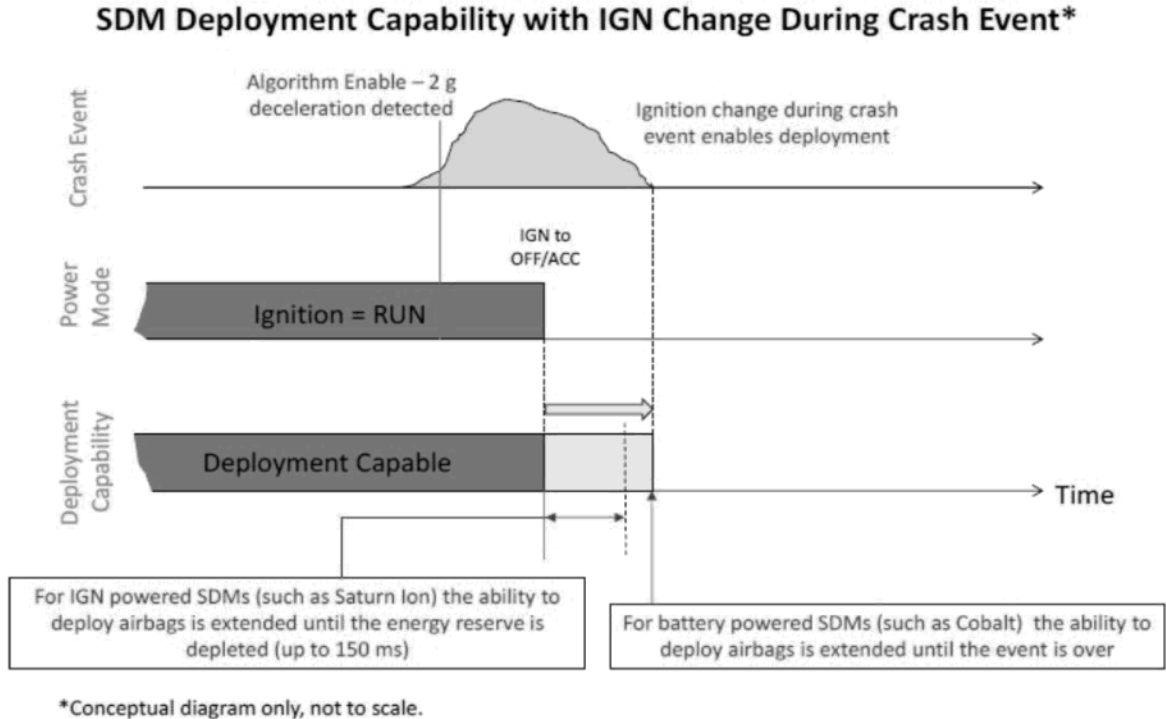 SDM Deployment Capability with IGN Change During Crash Event*
Algorithm Enable – 2 g
deceleration detected
Ignition change during crash
event enables deployment
Crash Event
IGN to
OFF/ACC
Power
Mode
Ignition = RUN
Deployment
Capability
Deployment Capable
Time
For IGN powered SDMs (such as Saturn Ion) the ability to
deploy airbags is extended until the energy reserve is
depleted (up to 150 ms)
For battery powered SDMs (such as Cobalt) the ability to
deploy airbags is extended until the event is over
*Conceptual diagram only, not to scale.